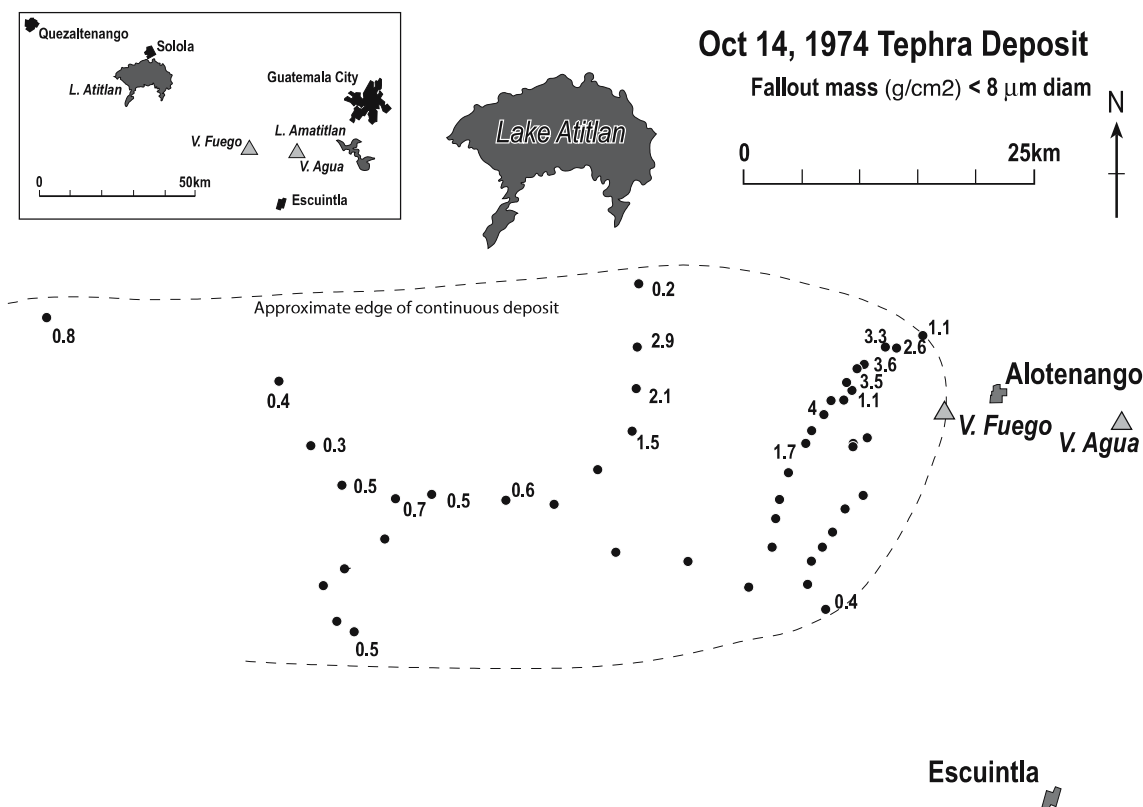 Oct 14, 1974 Tephra Deposit
Fallout mass (g/cm2) < 8 μm diam
N
0 25km
Quezaltenango
Solola
L. Atitlan
Guatemala City
L. Amatitlan
V. Fuego
V. Agua
0 50km
Escuintla
Lake Atitlan
Approximate edge of continuous deposit
0.2
0.8
1.1
3.3
2.6
2.9
3.6
3.5
0.4
2.1
4
1.1
Alotenango
V. Fuego
V. Agua
0.3
1.5
1.7
0.5
0.7
0.5
0.6
0.4
0.5
Escuintla